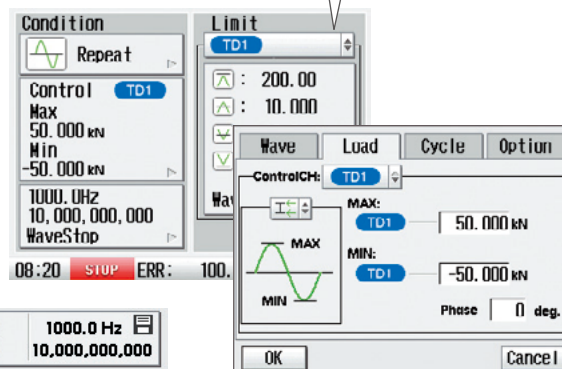 Condition
Repeat
Control TD1
Max
50.000 kN
Min
-50.000 kN
1000.0Hz
10,000,000,000
WaveStop
Limit
TD1
: 200.00
: 10.000
08:20 STOP ERR: 100.
Wave Load Cycle Option
ControlCH: TD1
MAX
MIN
MAX:
TD1 50.000 kN
MIN:
TD1 -50.000 kN
Phase 0 deg.
OK Cancel
1000.0 Hz
10,000,000,000